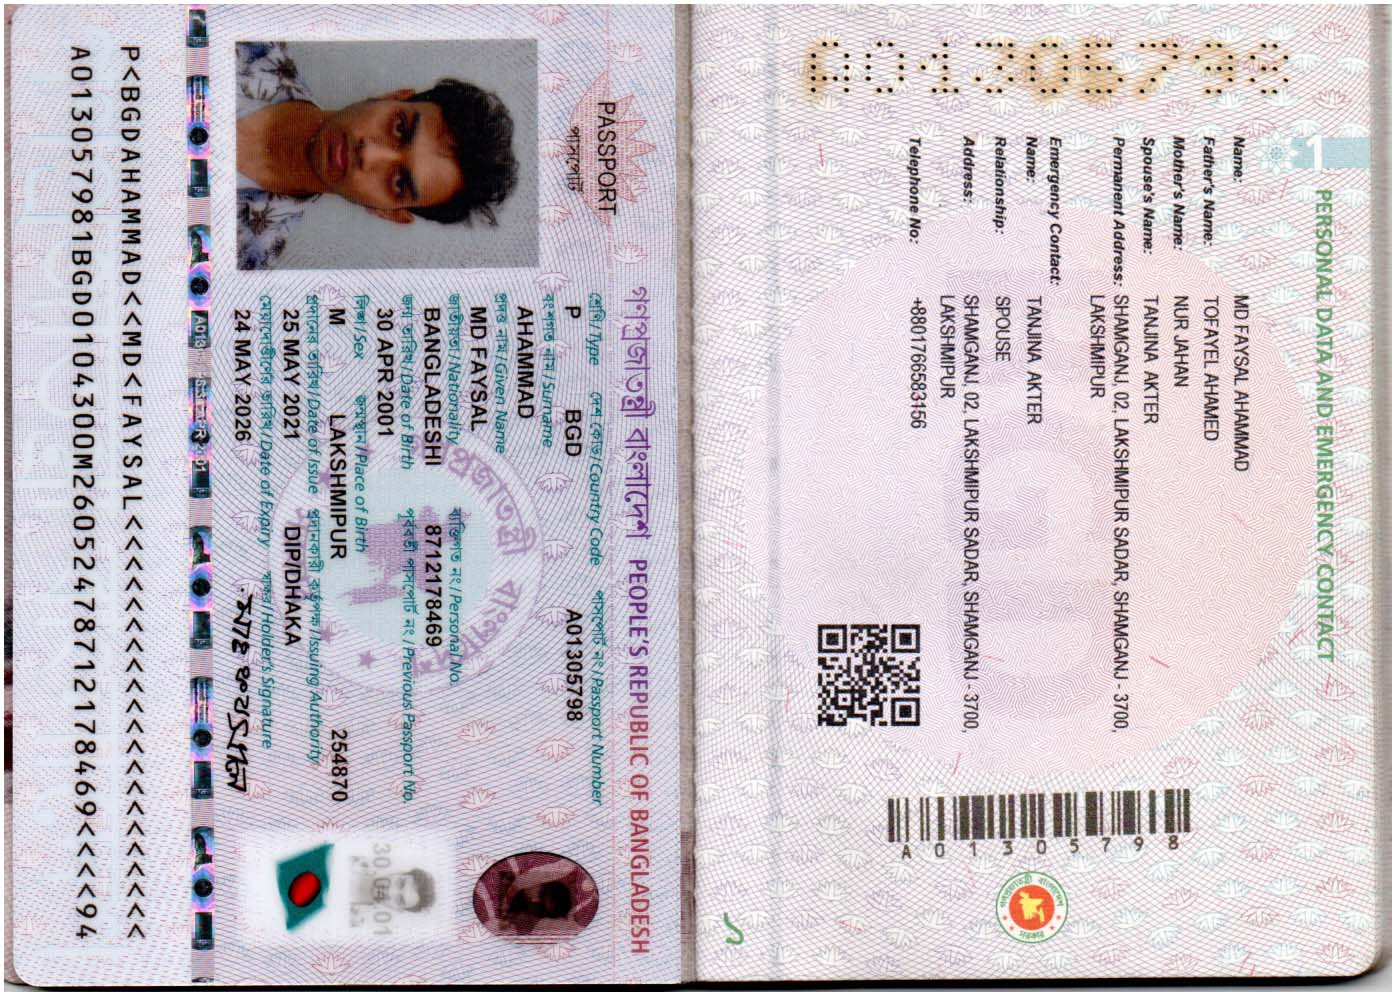 A01305798
1
PERSONAL DATA AND EMERGENCY CONTACT
Name: MD FAYSAL AHAMMAD
Father's Name: TOFAYEL AHAMED
Mother's Name: NUR JAHAN
Spouse's Name: TANJINA AKTER
Permanent Address: SHAMGANJ, 02, LAKSHMIPUR SADAR, SHAMGANJ - 3700,
LAKSHMIPUR
Emergency Contact:
Name: TANJINA AKTER
Relationship: SPOUSE
Address: SHAMGANJ, 02, LAKSHMIPUR SADAR, SHAMGANJ - 3700,
LAKSHMIPUR
Telephone No: +8801766583156
A01305798
গণপ্রজাতন্ত্রী বাংলাদেশ PEOPLE'S REPUBLIC OF BANGLADESH
PASSPORT
পাসপোর্ট
শ্রেণি/Type দেশ কোড/Country Code পাসপোর্ট নং/Passport Number
P BGD A01305798
বংশগত নাম/Surname
AHAMMAD
প্রদত্ত নাম/Given Name
MD FAYSAL
জাতীয়তা/Nationality ব্যক্তিগত নং/Personal No.
BANGLADESHI 8712178469
জন্ম তারিখ/Date of Birth পূর্ববর্তী পাসপোর্ট নং/Previous Passport No.
30 APR 2001
লিঙ্গ/Sex জন্মস্থান/Place of Birth
M LAKSHMIPUR 254870
প্রদানের তারিখ/Date of Issue প্রদানকারী কর্তৃপক্ষ/Issuing Authority
25 MAY 2021 DIP/DHAKA
মেয়াদোত্তীর্ণের তারিখ/Date of Expiry স্বাক্ষর/Holder's Signature
24 MAY 2026
30.04.01
P<BGDAHAMMAD<<MD<FAYSAL<<<<<<<<<<<<<<<<<<<<<
A013057981BGD0104300M26052478712178469<<<<94